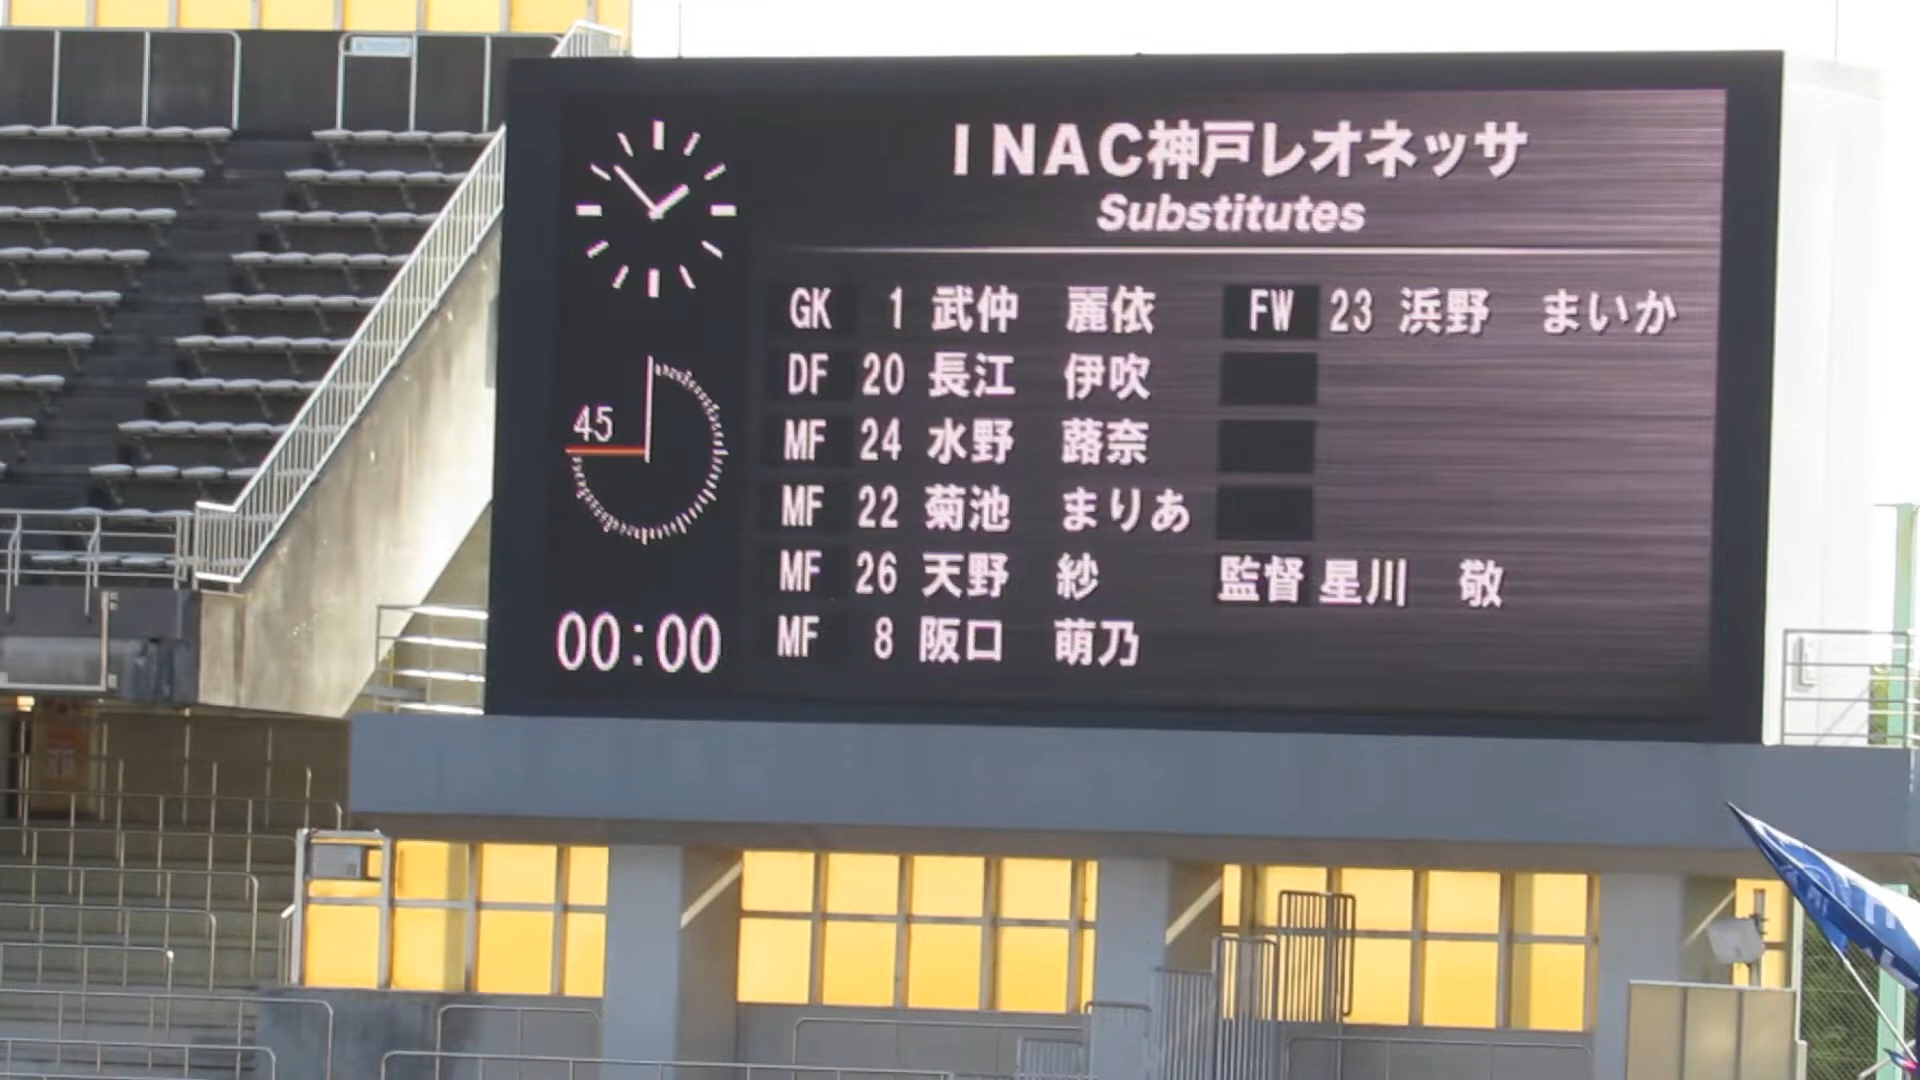 INAC神戸レオネッサ
Substitutes
GK 1 武仲 麗依 FW 23 浜野 まいか
DF 20 長江 伊吹
MF 24 水野 蕗奈
45
MF 22 菊池 まりあ
MF 26 天野 紗 監督 星川 敬
MF 8 阪口 萌乃
00:00